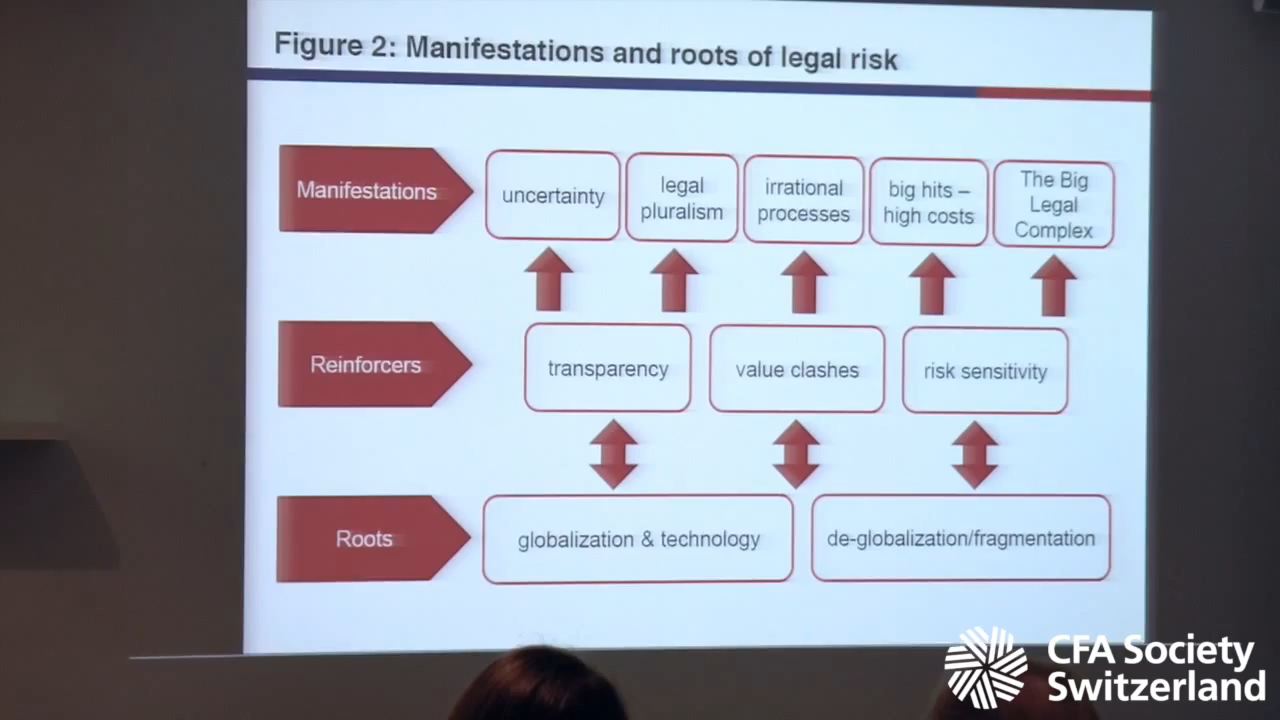 Figure 2: Manifestations and roots of legal risk
Manifestations
uncertainty
legal
pluralism
irrational
processes
big hits –
high costs
The Big
Legal
Complex
Reinforcers
transparency
value clashes
risk sensitivity
Roots
globalization & technology
de-globalization/fragmentation
CFA Society
Switzerland